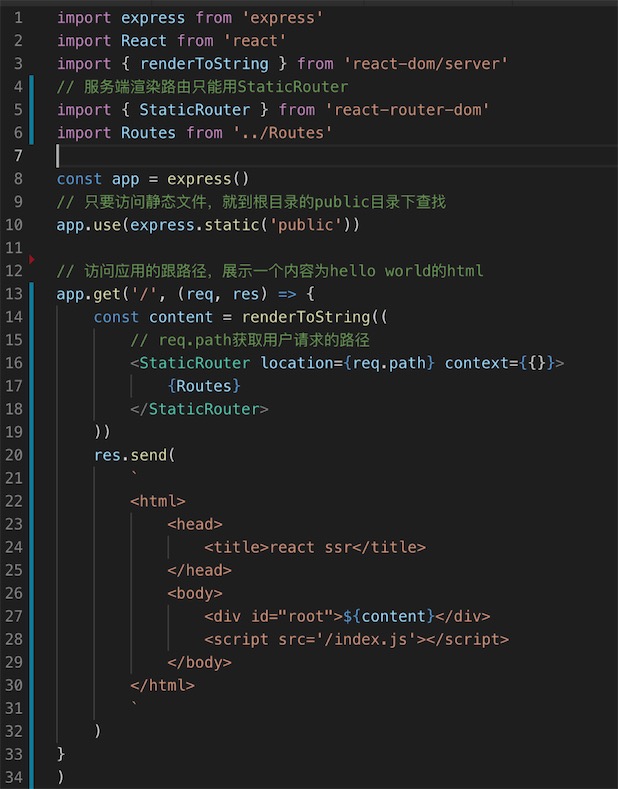 1 import express from 'express'
2 import React from 'react'
3 import { renderToString } from 'react-dom/server'
4 // 服务端渲染路由只能用StaticRouter
5 import { StaticRouter } from 'react-router-dom'
6 import Routes from '../Routes'
7
8 const app = express()
9 // 只要访问静态文件，就到根目录的public目录下查找
10 app.use(express.static('public'))
11
12 // 访问应用的跟路径，展示一个内容为hello world的html
13 app.get('/', (req, res) => {
14     const content = renderToString((
15         // req.path获取用户请求的路径
16         <StaticRouter location={req.path} context={{}}>
17             {Routes}
18         </StaticRouter>
19     ))
20     res.send(
21         `
22         <html>
23             <head>
24                 <title>react ssr</title>
25             </head>
26             <body>
27                 <div id="root">${content}</div>
28                 <script src='/index.js'></script>
29             </body>
30         </html>
31         `
32     )
33 }
34 )